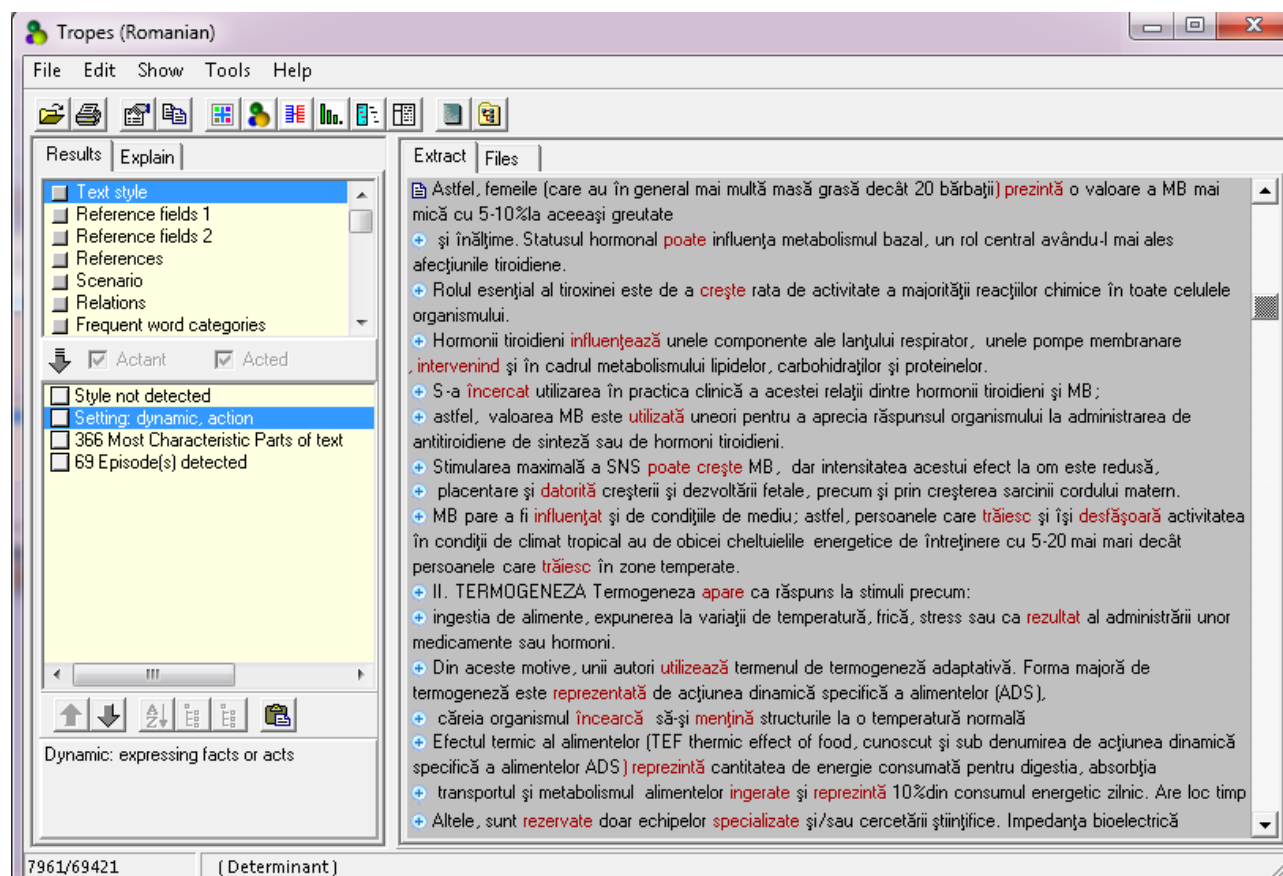 Tropes (Romanian)
File Edit Show Tools Help
Results Explain
Text style
Reference fields 1
Reference fields 2
References
Scenario
Relations
Frequent word categories
Actant Acted
Style not detected
Setting: dynamic, action
366 Most Characteristic Parts of text
69 Episode(s) detected
Dynamic: expressing facts or acts
Extract Files
Astfel, femeile (care au în general mai multă masă grasă decât 20 bărbaţii) prezintă o valoare a MB mai
mică cu 5-10%la aceeaşi greutate
şi înălţime. Statusul hormonal poate influenţa metabolismul bazal, un rol central avându-l mai ales
afecţiunile tiroidiene.
Rolul esenţial al tiroxinei este de a creşte rata de activitate a majorităţii reacţiilor chimice în toate celulele
organismului.
Hormonii tiroidieni influenţează unele componente ale lanţului respirator, unele pompe membranare
, intervenind şi în cadrul metabolismului lipidelor, carbohidraţilor şi proteinelor.
S-a încercat utilizarea în practica clinică a acestei relaţii dintre hormonii tiroidieni şi MB;
astfel, valoarea MB este utilizată uneori pentru a aprecia răspunsul organismului la administrarea de
antitiroidiene de sinteză sau de hormoni tiroidieni.
Stimularea maximală a SNS poate creşte MB, dar intensitatea acestui efect la om este redusă,
placentare şi datorită creşterii şi dezvoltării fetale, precum şi prin creşterea sarcinii cordului matern.
MB pare a fi influenţat şi de condiţiile de mediu; astfel, persoanele care trăiesc şi îşi desfăşoară activitatea
în condiţii de climat tropical au de obicei cheltuielile energetice de întreţinere cu 5-20 mai mari decât
persoanele care trăiesc în zone temperate.
II. TERMOGENEZA Termogeneza apare ca răspuns la stimuli precum:
ingestia de alimente, expunerea la variaţii de temperatură, frică, stress sau ca rezultat al administrării unor
medicamente sau hormoni.
Din aceste motive, unii autori utilizează termenul de termogeneză adaptativă. Forma majoră de
termogeneză este reprezentată de acţiunea dinamică specifică a alimentelor (ADS),
căreia organismul încearcă să-şi menţină structurile la o temperatură normală
Efectul termic al alimentelor (TEF thermic effect of food, cunoscut şi sub denumirea de acţiunea dinamică
specifică a alimentelor ADS) reprezintă cantitatea de energie consumată pentru digestia, absorbţia
transportul şi metabolismul alimentelor ingerate şi reprezintă 10%din consumul energetic zilnic. Are loc timp
Altele, sunt rezervate doar echipelor specializate şi/sau cercetării ştiinţifice. Impedanţa bioelectrică
7961/69421 (Determinant)